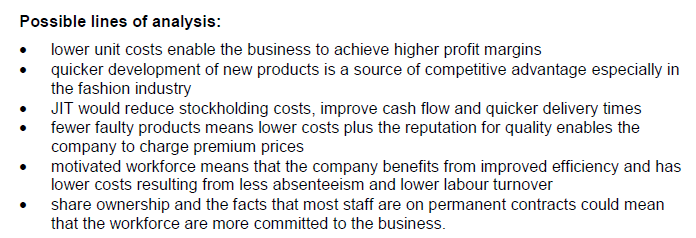 Possible lines of analysis:
• lower unit costs enable the business to achieve higher profit margins
• quicker development of new products is a source of competitive advantage especially in
the fashion industry
• JIT would reduce stockholding costs, improve cash flow and quicker delivery times
• fewer faulty products means lower costs plus the reputation for quality enables the
company to charge premium prices
• motivated workforce means that the company benefits from improved efficiency and has
lower costs resulting from less absenteeism and lower labour turnover
• share ownership and the facts that most staff are on permanent contracts could mean
that the workforce are more committed to the business.